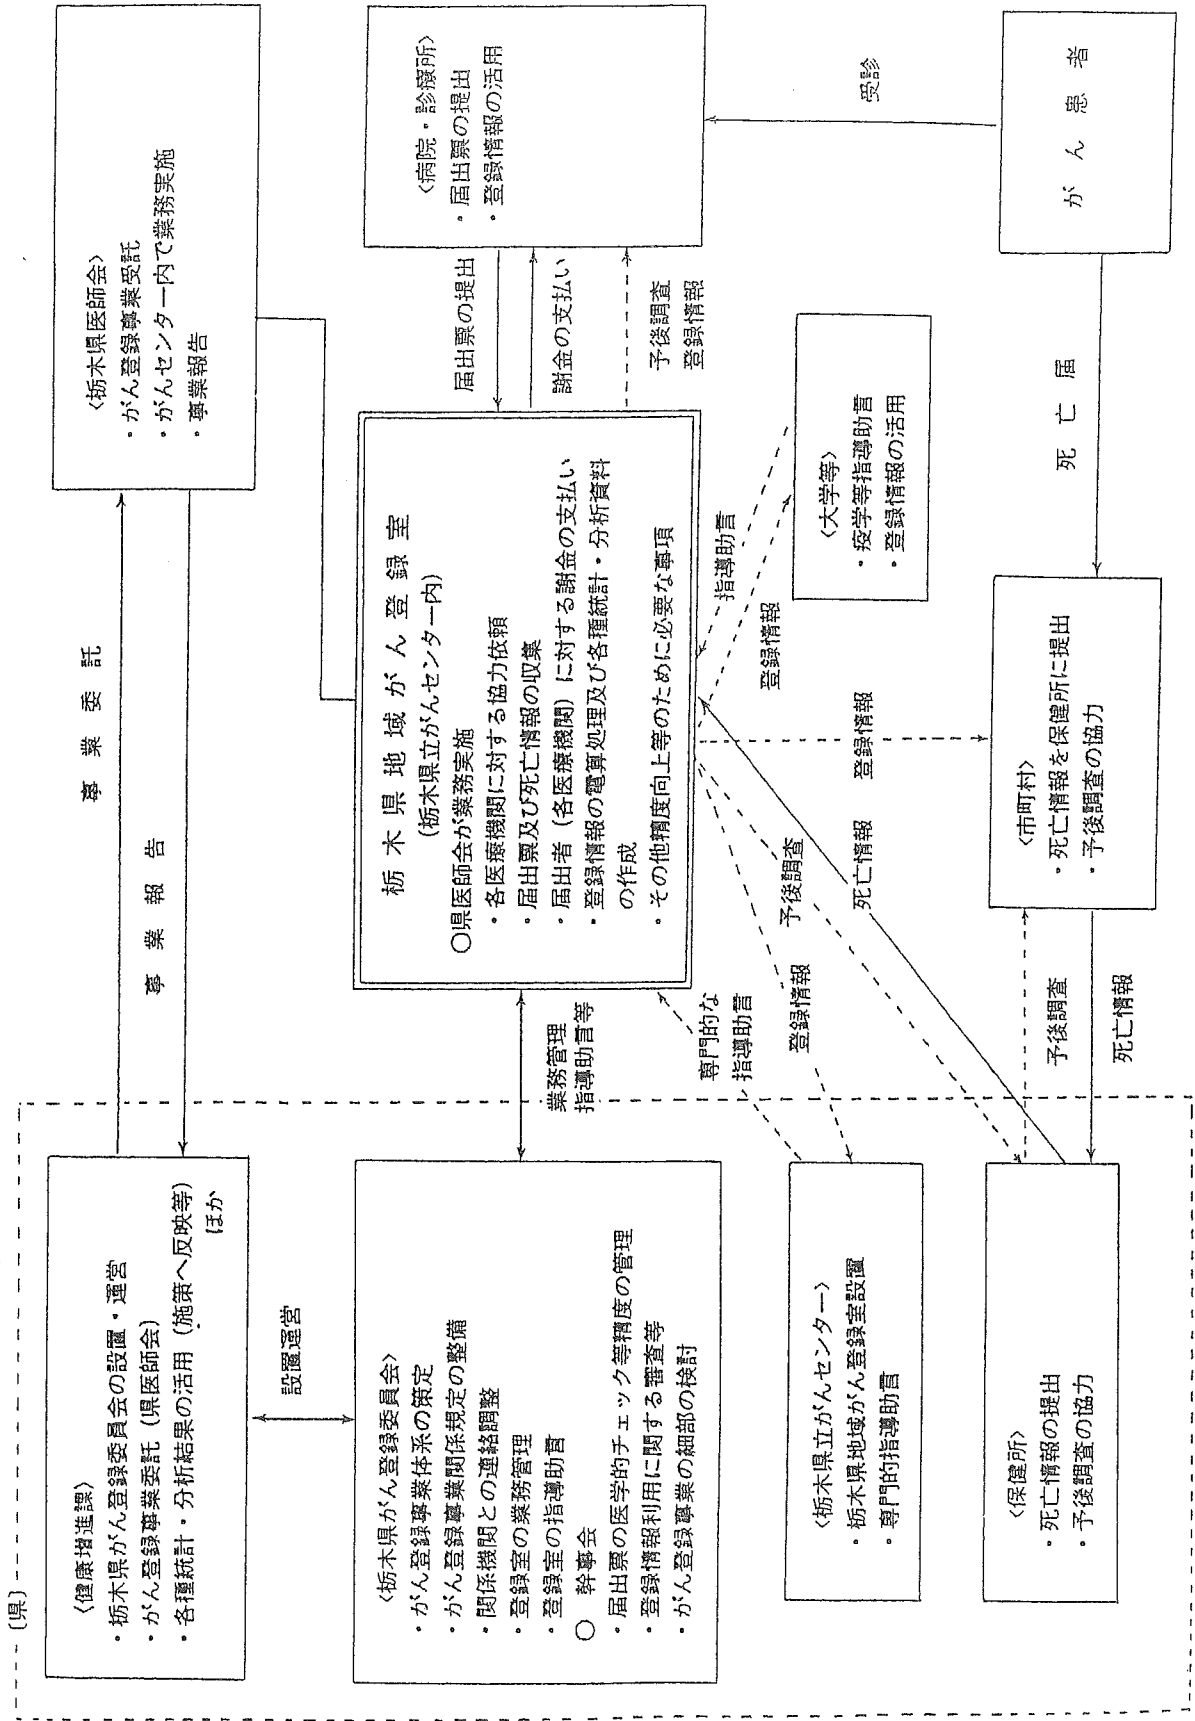 〔県〕
〈健康増進課〉
・栃木県がん登録委員会の設置・運営
・がん登録事業委託(県医師会)
・各種統計・分析結果の活用(施策へ反映等)
ほか
事業委託
事業報告
〈栃木県医師会〉
・がん登録事業受託
・がんセンター内で業務実施
・事業報告
設置運営
〈栃木県がん登録委員会〉
・がん登録事業体系の策定
・がん登録事業関係規定の整備
・関係機関との連絡調整
・登録室の業務管理
・登録室の指導助言
○ 幹事会
・届出票の医学的チェック等精度の管理
・登録情報利用に関する審査等
・がん登録事業の細部の検討
業務管理
指導助言等
栃木県地域がん登録室
(栃木県立がんセンター内)
○県医師会が業務実施
・各医療機関に対する協力依頼
・届出票及び死亡情報の収集
・届出者(各医療機関)に対する謝金の支払い
・登録情報の電算処理及び各種統計・分析資料
の作成
・その他精度向上等のために必要な事項
届出票の提出
謝金の支払い
予後調査
登録情報
〈病院・診療所〉
・届出票の提出
・登録情報の活用
〈栃木県立がんセンター〉
・栃木県地域がん登録室設置
・専門的指導助言
専門的な
指導助言
登録情報
予後調査
死亡情報
登録情報
登録情報
指導助言
〈大学等〉
・疫学等指導助言
・登録情報の活用
受診
〈保健所〉
・死亡情報の提出
・予後調査の協力
予後調査
死亡情報
〈市町村〉
・死亡情報を保健所に提出
・予後調査の協力
死亡届
がん患者